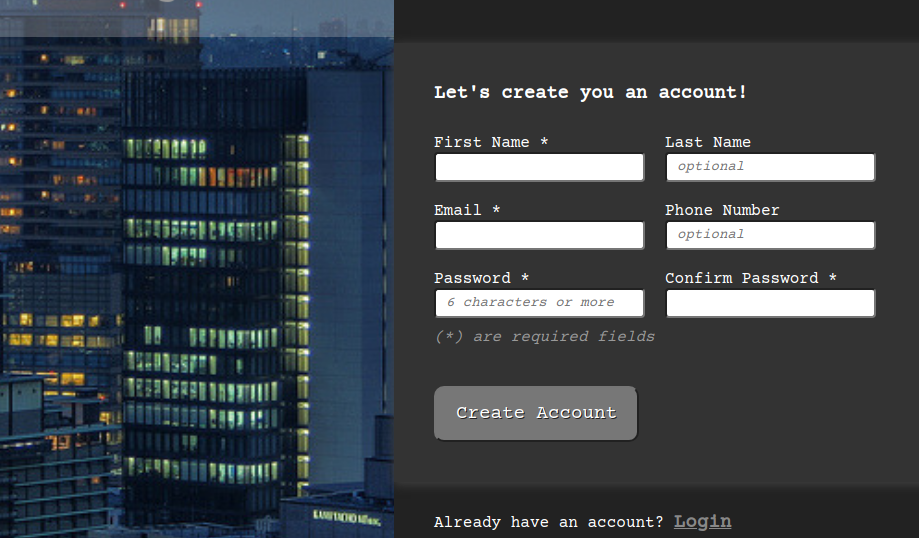 Let's create you an account!
First Name *
Last Name
optional
Email *
Phone Number
optional
Password *
Confirm Password *
6 characters or more
(*) are required fields
Create Account
Already have an account? Login